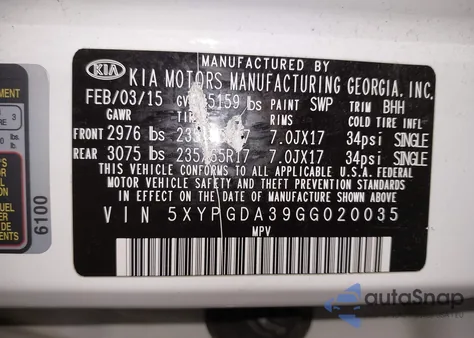 MANUFACTURED BY
KIA KIA MOTORS MANUFACTURING GEORGIA, INC.
FEB/03/15 5159 lbs PAINT SWP TRIM BHH
GAWR RIMS COLD TIRE INFL
FRONT 2976 lbs 7.0JX17 34psi SINGLE
REAR 3075 lbs 235/65R17 7.0JX17 34psi SINGLE
THIS VEHICLE CONFORMS TO ALL APPLICABLE U.S.A. FEDERAL
MOTOR VEHICLE SAFETY STANDARDS IN EFFECT ON
THE DATE OF MANUFACTURE SHOWN ABOVE.
VIN 5XYPGDA39GG020035
MPV
6100
autoSnap